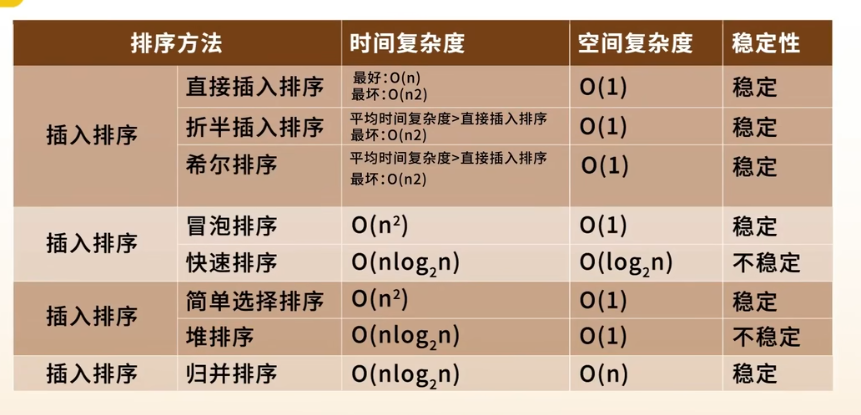 排序方法 时间复杂度 空间复杂度 稳定性
插入排序 直接插入排序 最好:O(n) 最坏:O(n2) O(1) 稳定
折半插入排序 平均时间复杂度>直接插入排序 最坏:O(n2) O(1) 稳定
希尔排序 平均时间复杂度>直接插入排序 最坏:O(n2) O(1) 稳定
插入排序 冒泡排序 O(n²) O(1) 稳定
快速排序 O(nlog₂n) O(log₂n) 不稳定
插入排序 简单选择排序 O(n²) O(1) 稳定
堆排序 O(nlog₂n) O(1) 不稳定
插入排序 归并排序 O(nlog₂n) O(n) 稳定